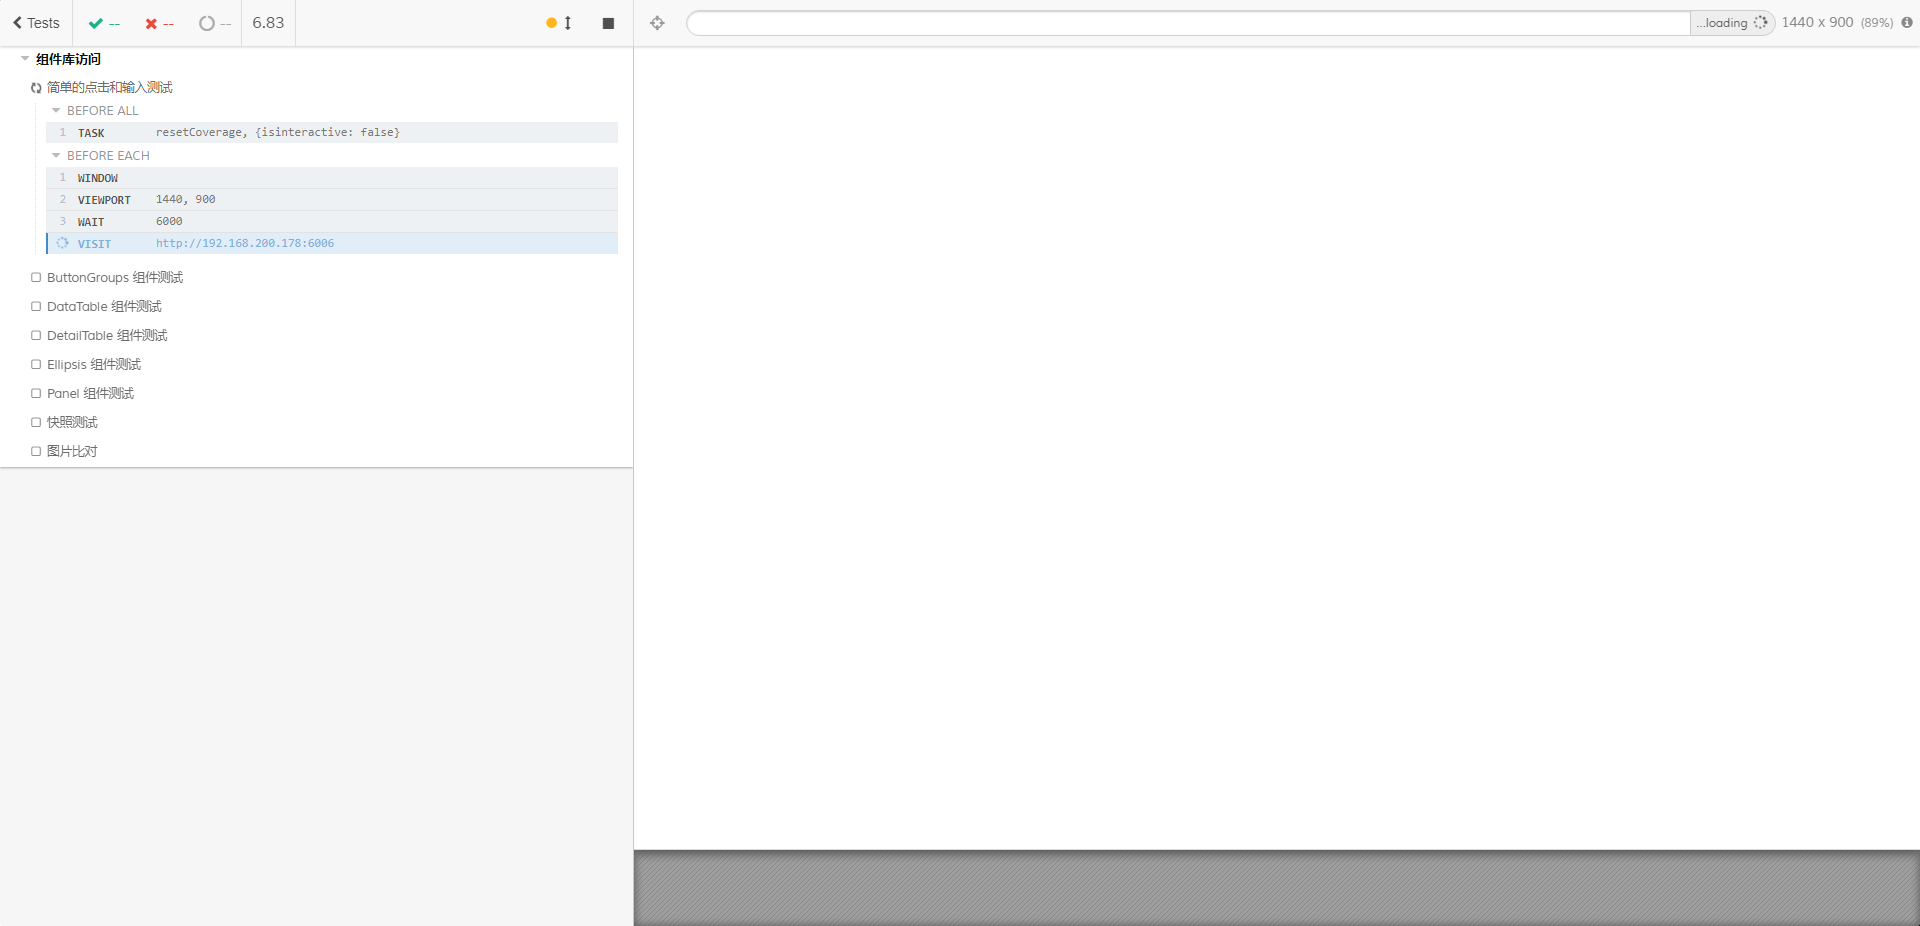 Tests -- -- -- 6.83 ...loading 1440 x 900 (89%)
组件库访问
简单的点击和输入测试
BEFORE ALL
1 TASK resetCoverage, {isinteractive: false}
BEFORE EACH
1 WINDOW
2 VIEWPORT 1440, 900
3 WAIT 6000
VISIT http://192.168.200.178:6006
ButtonGroups 组件测试
DataTable 组件测试
DetailTable 组件测试
Ellipsis 组件测试
Panel 组件测试
快照测试
图片比对